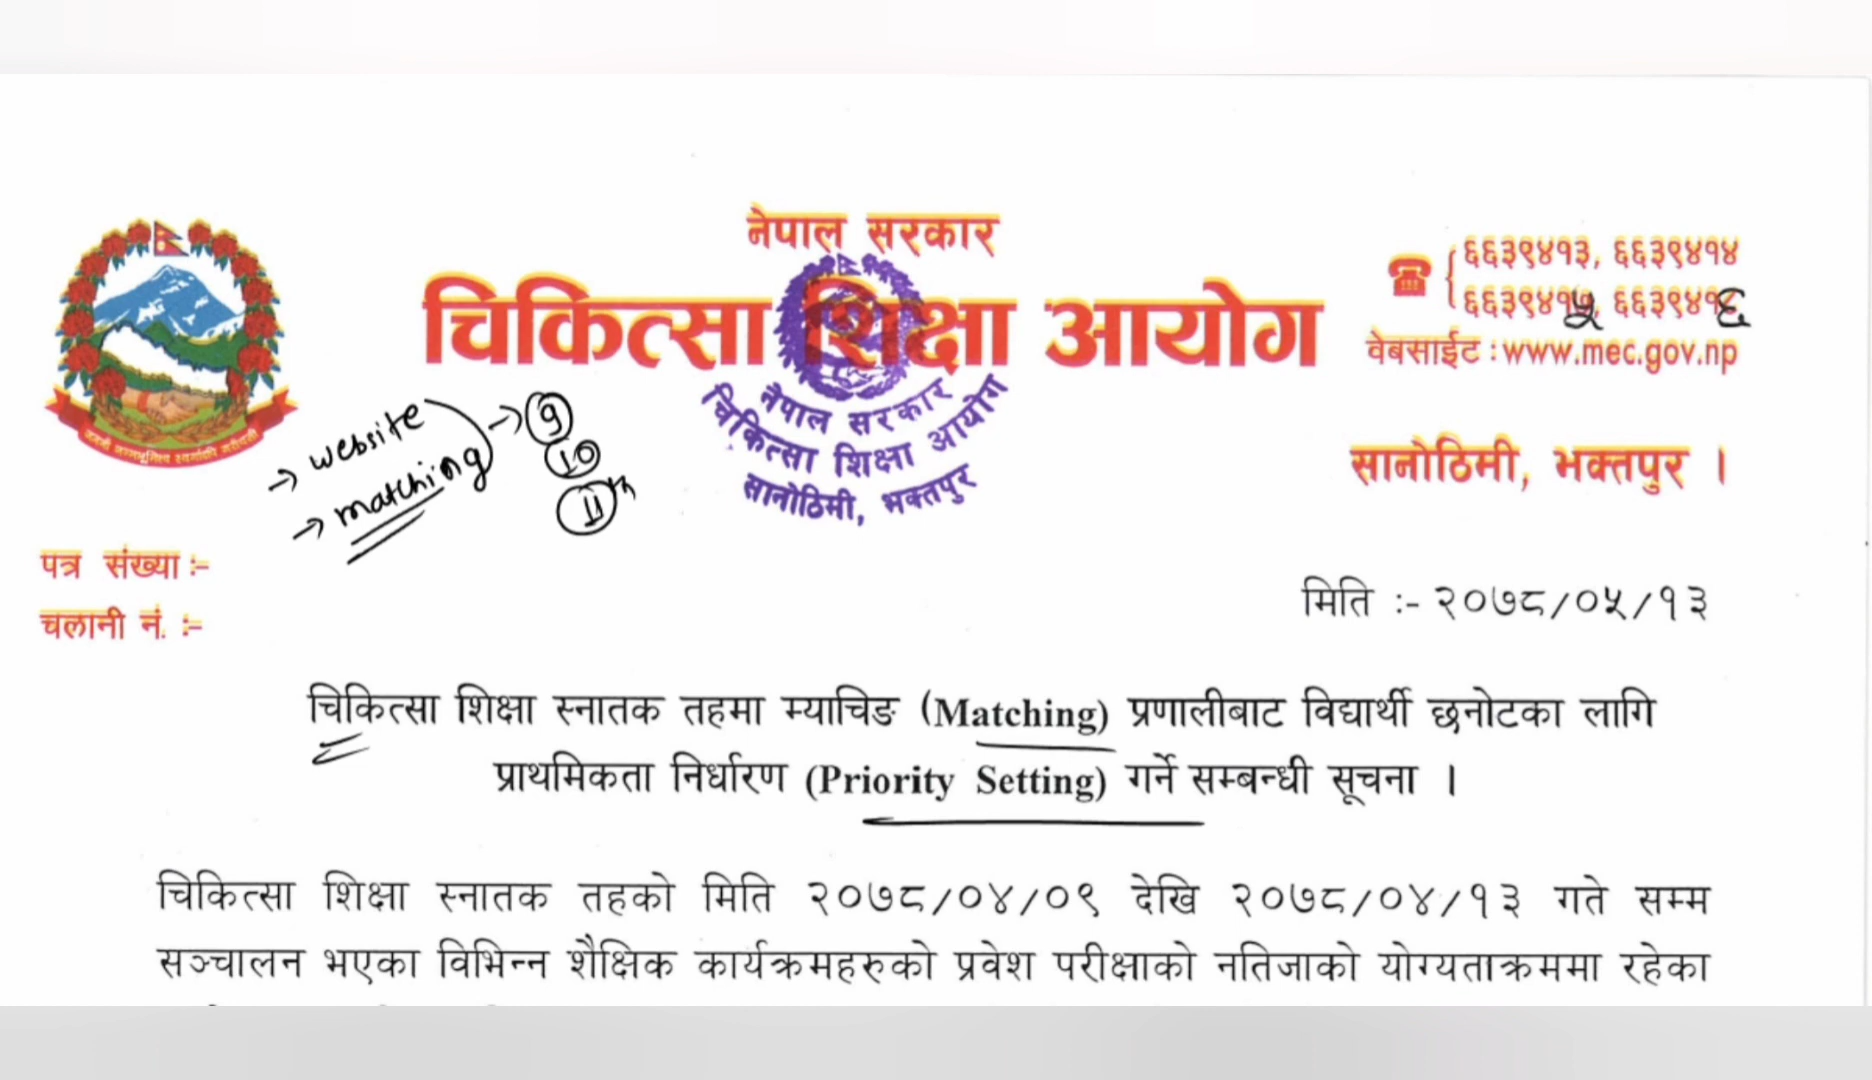 नेपाल सरकार
चिकित्सा शिक्षा आयोग
६६३९४१३, ६६३९४१४
६६३९४१५, ६६३९४१६
वेबसाईट : www.mec.gov.np
सानोठिमी, भक्तपुर ।
नेपाल सरकार
चिकित्सा शिक्षा आयोग
सानोठिमी, भक्तपुर
→ website
→ matching
→ 9
10
11th
पत्र संख्या :-
चलानी नं. :-
मिति :- २०७८/०५/१३
चिकित्सा शिक्षा स्नातक तहमा म्याचिङ (Matching) प्रणालीबाट विद्यार्थी छनोटका लागि
प्राथमिकता निर्धारण (Priority Setting) गर्ने सम्बन्धी सूचना ।
चिकित्सा शिक्षा स्नातक तहको मिति २०७८/०४/०९ देखि २०७८/०४/१३ गते सम्म
सञ्चालन भएका विभिन्न शैक्षिक कार्यक्रमहरुको प्रवेश परीक्षाको नतिजाको योग्यताक्रममा रहेका